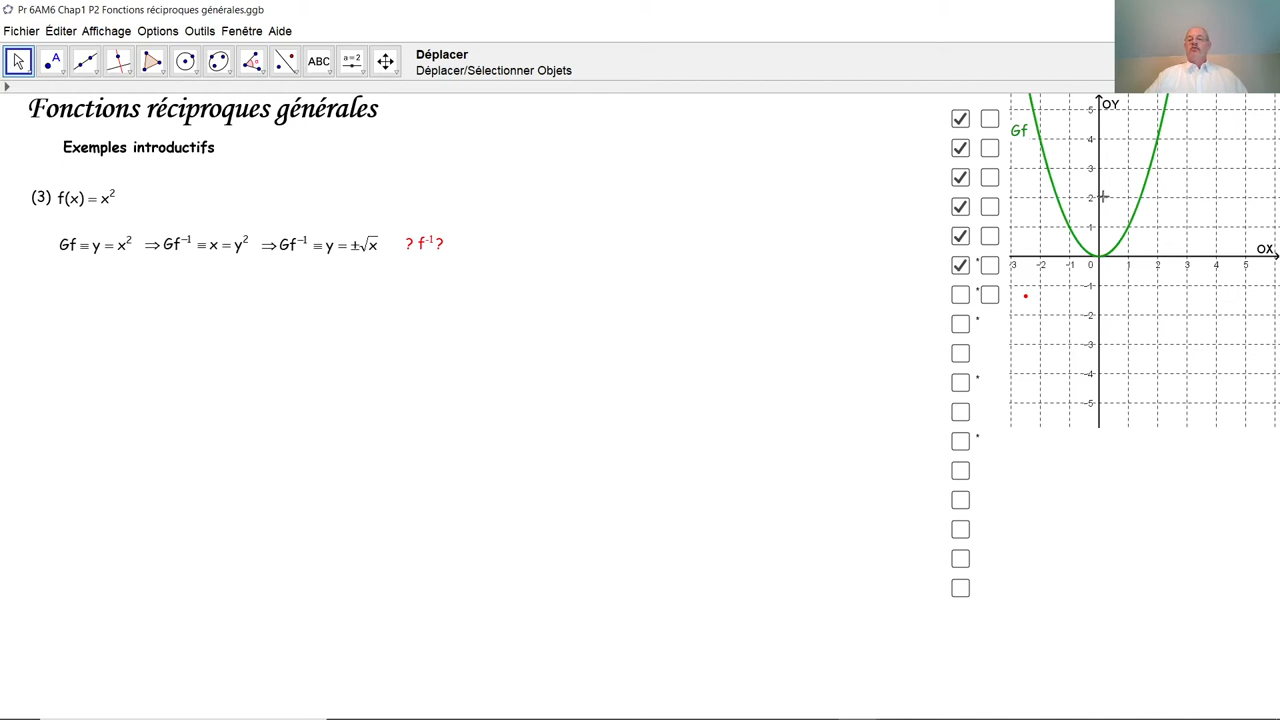 Pr 6AM6 Chap1 P2 Fonctions réciproques générales.ggb
Fichier Éditer Affichage Options Outils Fenêtre Aide
A
ABC
a=2
Déplacer
Déplacer/Sélectionner Objets
Fonctions réciproques générales
Exemples introductifs
(3) f(x) = x²
Gf ≡ y = x² ⇒ Gf⁻¹ ≡ x = y² ⇒ Gf⁻¹ ≡ y = ±√x ? f⁻¹ ?
OY
Gf
5
4
3
2
1
OX
-3 -2 -1 0 1 2 3 4 5
-1
-2
-3
-4
-5
*
*
*
*
*